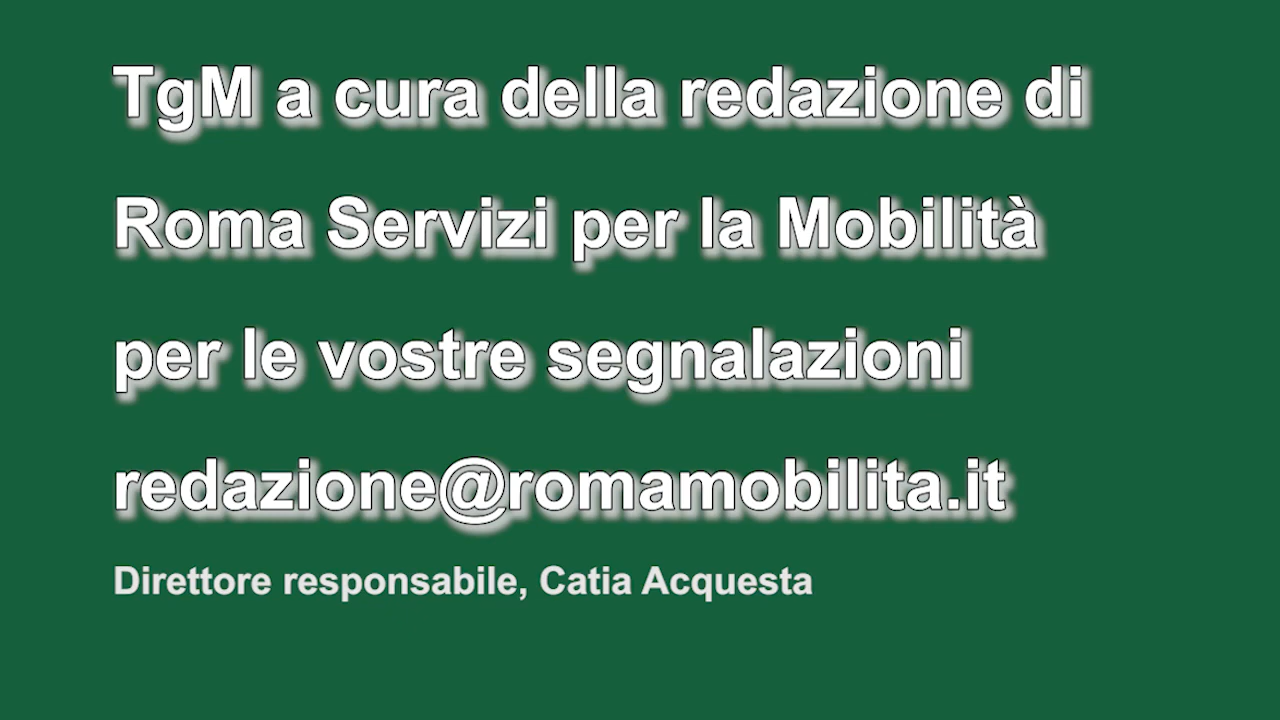 TgM a cura della redazione di
Roma Servizi per la Mobilità
per le vostre segnalazioni
redazione@romamobilita.it
Direttore responsabile, Catia Acquesta